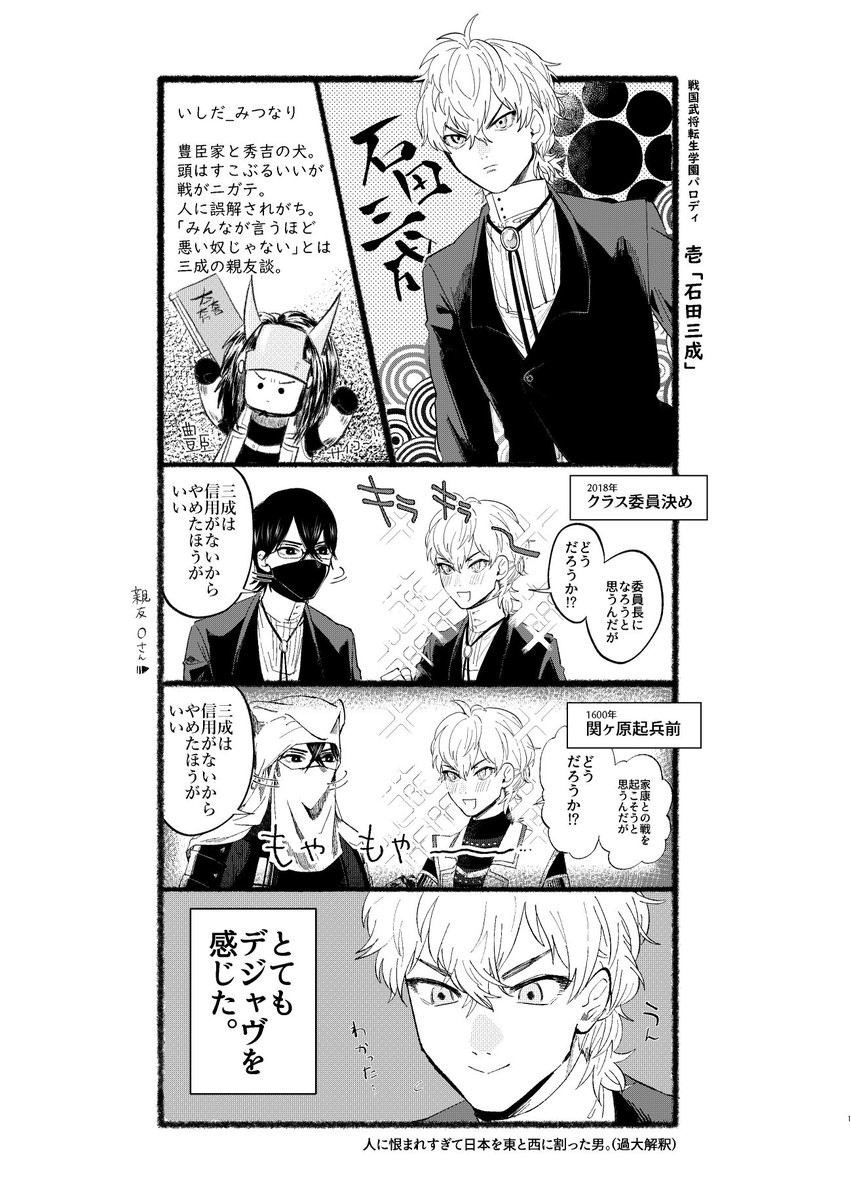 戦国武将転生学園パロディ
壱「石田三成」
石田三成
いしだ_みつなり
豊臣家と秀吉の犬。
頭はすこぶるいいが
戦がニガテ。
人に誤解されがち。
「みんなが言うほど
悪い奴じゃない」とは
三成の親友談。
豊臣
サイコー
2018年
クラス委員決め
委員長に
なろうと
思うんだが
どう
だろうか!?
キラ
キラ
三成は
信用がないから
やめたほうが
いい
親友Oさん
1600年
関ヶ原起兵前
家康との戦を
起こそうと
思うんだが
どう
だろうか!?
三成は
信用がないから
やめたほうが
いい
もや
もや
とても
デジャヴを
感じた。
うん
わかった…
人に恨まれすぎて日本を東と西に割った男。(過大解釈)
1